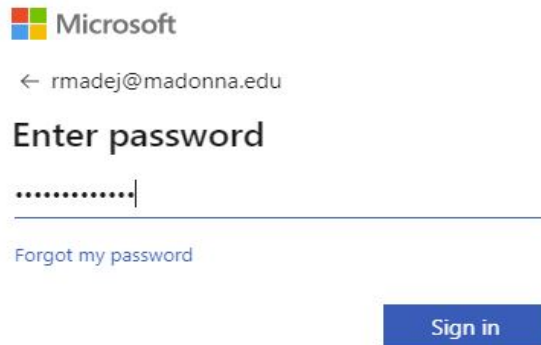 Microsoft
← rmadej@madonna.edu
Enter password
•••••••••••••
Forgot my password
Sign in